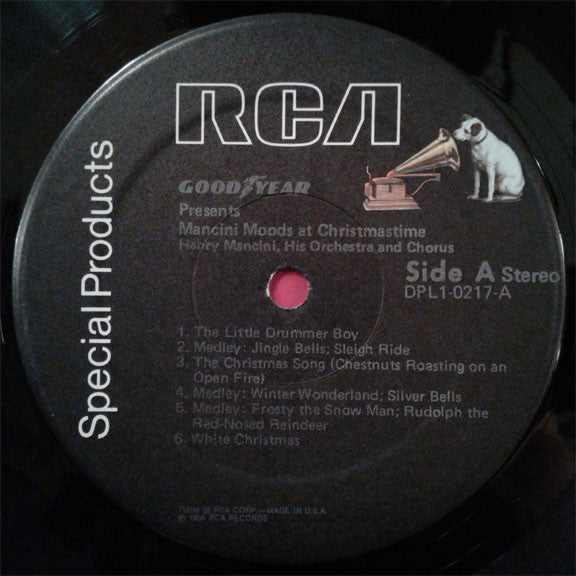 RCA
Special Products
GOODYEAR
Presents
Mancini Moods at Christmastime
Henry Mancini, His Orchestra and Chorus
Side A Stereo
DPL1-0217-A
1. The Little Drummer Boy
2. Medley: Jingle Bells; Sleigh Ride
3. The Christmas Song (Chestnuts Roasting on an
Open Fire)
4. Medley: Winter Wonderland; Silver Bells
5. Medley: Frosty the Snow Man; Rudolph the
Red-Nosed Reindeer
6. White Christmas
TM(s) ® RCA CORP.—MADE IN U.S.A.
RCA RECORDS